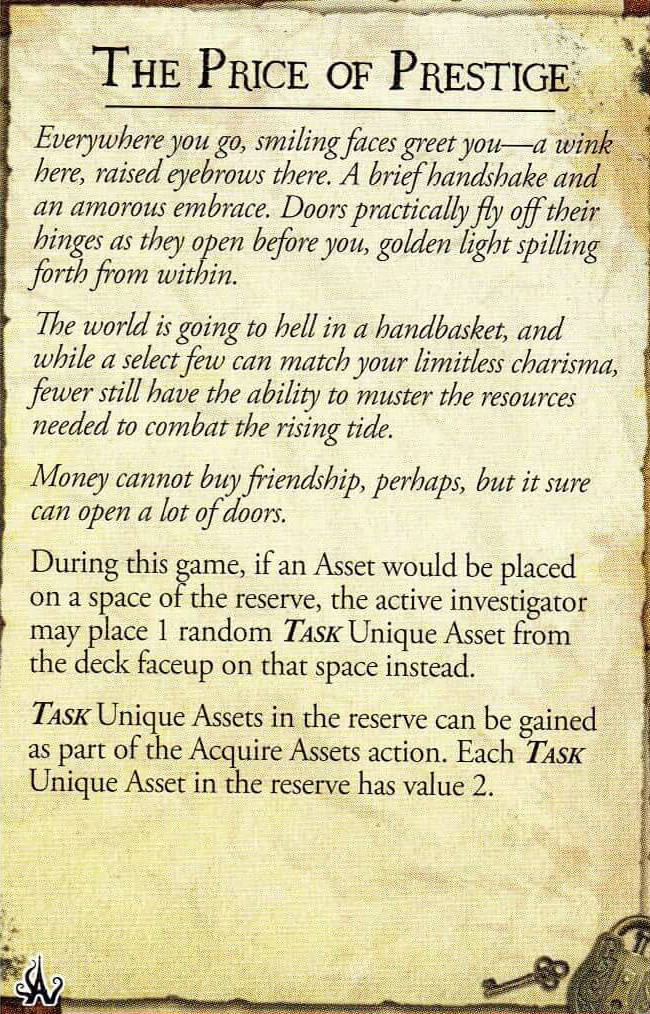 The Price of Prestige
Everywhere you go, smiling faces greet you—a wink
here, raised eyebrows there. A brief handshake and
an amorous embrace. Doors practically fly off their
hinges as they open before you, golden light spilling
forth from within.
The world is going to hell in a handbasket, and
while a select few can match your limitless charisma,
fewer still have the ability to muster the resources
needed to combat the rising tide.
Money cannot buy friendship, perhaps, but it sure
can open a lot of doors.
During this game, if an Asset would be placed
on a space of the reserve, the active investigator
may place 1 random Task Unique Asset from
the deck faceup on that space instead.
Task Unique Assets in the reserve can be gained
as part of the Acquire Assets action. Each Task
Unique Asset in the reserve has value 2.